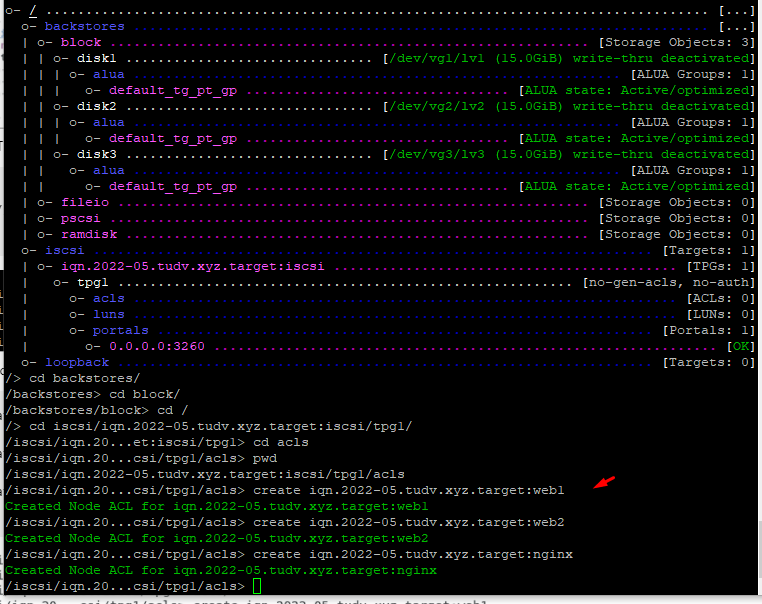 o- / ..................................................................................... [...]
  o- backstores .......................................................................... [...]
  | o- block .............................................................. [Storage Objects: 3]
  | | o- disk1 ............................... [/dev/vg1/lv1 (15.0GiB) write-thru deactivated]
  | | | o- alua ............................................................... [ALUA Groups: 1]
  | | |   o- default_tg_pt_gp ................................... [ALUA state: Active/optimized]
  | | o- disk2 ............................... [/dev/vg2/lv2 (15.0GiB) write-thru deactivated]
  | | | o- alua ............................................................... [ALUA Groups: 1]
  | | |   o- default_tg_pt_gp ................................... [ALUA state: Active/optimized]
  | | o- disk3 ............................... [/dev/vg3/lv3 (15.0GiB) write-thru deactivated]
  | |   o- alua ............................................................... [ALUA Groups: 1]
  | |     o- default_tg_pt_gp ................................... [ALUA state: Active/optimized]
  | o- fileio ............................................................. [Storage Objects: 0]
  | o- pscsi .............................................................. [Storage Objects: 0]
  | o- ramdisk ............................................................ [Storage Objects: 0]
  o- iscsi ........................................................................ [Targets: 1]
  | o- iqn.2022-05.tudv.xyz.target:iscsi ............................................. [TPGs: 1]
  |   o- tpg1 ........................................................... [no-gen-acls, no-auth]
  |     o- acls ...................................................................... [ACLs: 0]
  |     o- luns ...................................................................... [LUNs: 0]
  |     o- portals ................................................................ [Portals: 1]
  |       o- 0.0.0.0:3260 ................................................................. [OK]
  o- loopback ..................................................................... [Targets: 0]
/> cd backstores/
/backstores> cd block/
/backstores/block> cd /
/> cd iscsi/iqn.2022-05.tudv.xyz.target:iscsi/tpg1/
/iscsi/iqn.20...et:iscsi/tpg1> cd acls
/iscsi/iqn.20...csi/tpg1/acls> pwd
/iscsi/iqn.2022-05.tudv.xyz.target:iscsi/tpg1/acls
/iscsi/iqn.20...csi/tpg1/acls> create iqn.2022-05.tudv.xyz.target:web1
Created Node ACL for iqn.2022-05.tudv.xyz.target:web1
/iscsi/iqn.20...csi/tpg1/acls> create iqn.2022-05.tudv.xyz.target:web2
Created Node ACL for iqn.2022-05.tudv.xyz.target:web2
/iscsi/iqn.20...csi/tpg1/acls> create iqn.2022-05.tudv.xyz.target:nginx
Created Node ACL for iqn.2022-05.tudv.xyz.target:nginx
/iscsi/iqn.20...csi/tpg1/acls>